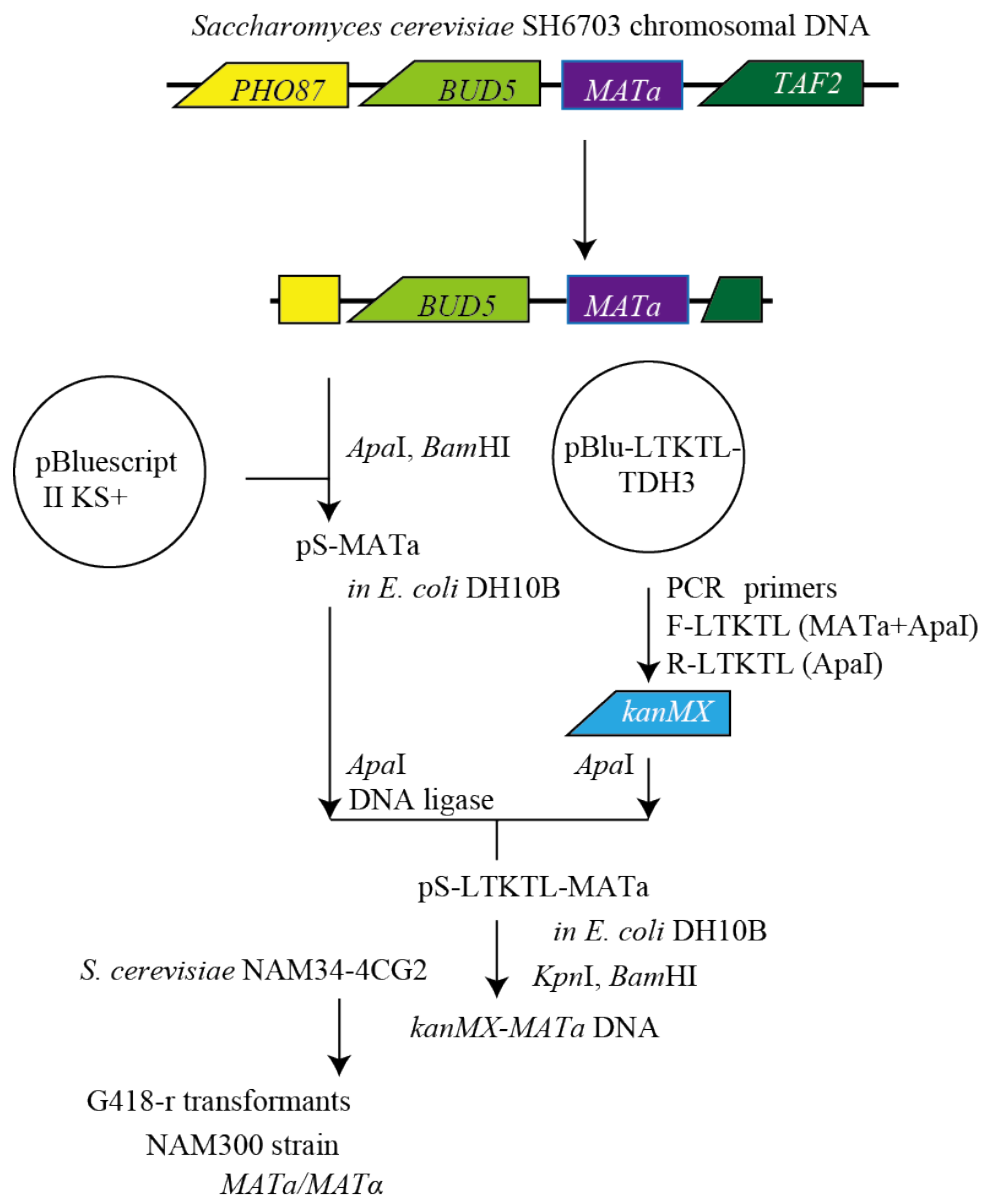 Saccharomyces cerevisiae SH6703 chromosomal DNA
PHO87 BUD5 MATa TAF2
BUD5 MATa
pBluescript
II KS+
ApaI, BamHI
pBlu-LTKTL-
TDH3
pS-MATa
in E. coli DH10B
PCR primers
F-LTKTL (MATa+ApaI)
R-LTKTL (ApaI)
kanMX
ApaI
DNA ligase
ApaI
pS-LTKTL-MATa
in E. coli DH10B
KpnI, BamHI
S. cerevisiae NAM34-4CG2
kanMX-MATa DNA
G418-r transformants
NAM300 strain
MATa/MATα